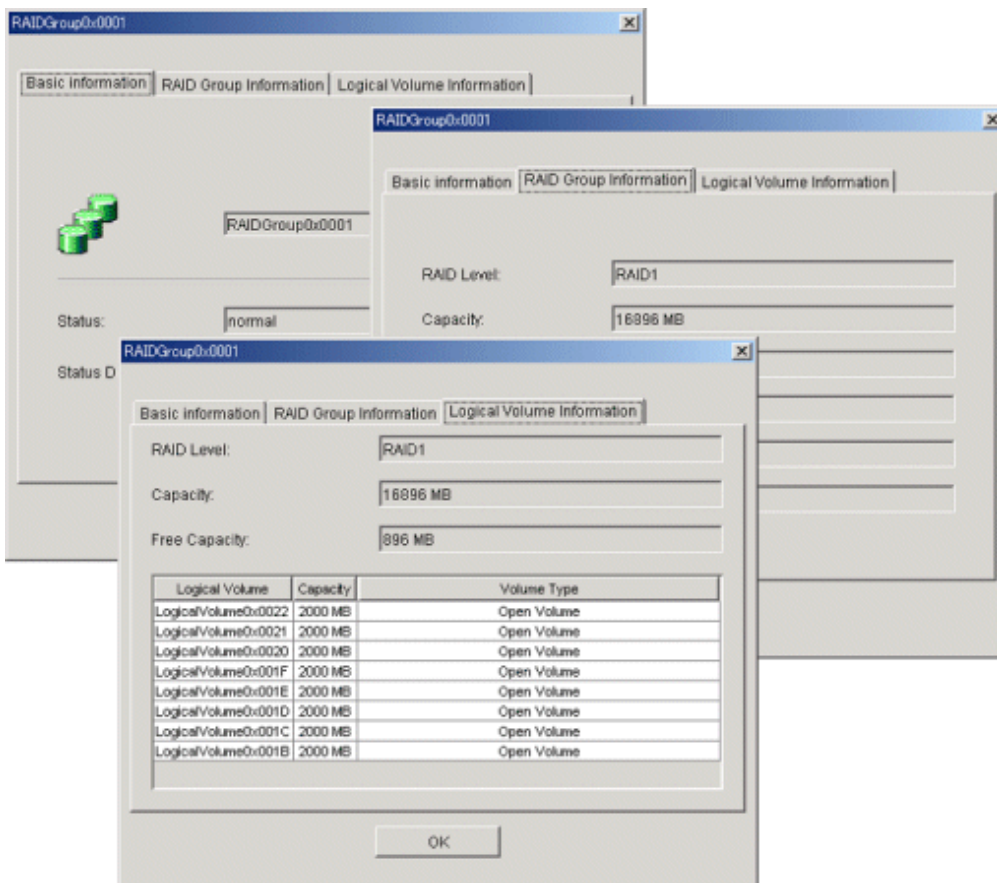 RAIDGroup0x0001
Basic information RAID Group Information Logical Volume Information
RAIDGroup0x0001
Status: normal
Status D
RAIDGroup0x0001
Basic information RAID Group Information Logical Volume Information
RAID Level: RAID1
Capacity: 16896 MB
RAIDGroup0x0001
Basic information RAID Group Information Logical Volume Information
RAID Level: RAID1
Capacity: 16896 MB
Free Capacity: 896 MB
Logical Volume Capacity Volume Type
LogicalVolume0x0022 2000 MB Open Volume
LogicalVolume0x0021 2000 MB Open Volume
LogicalVolume0x0020 2000 MB Open Volume
LogicalVolume0x001F 2000 MB Open Volume
LogicalVolume0x001E 2000 MB Open Volume
LogicalVolume0x001D 2000 MB Open Volume
LogicalVolume0x001C 2000 MB Open Volume
LogicalVolume0x001B 2000 MB Open Volume
OK